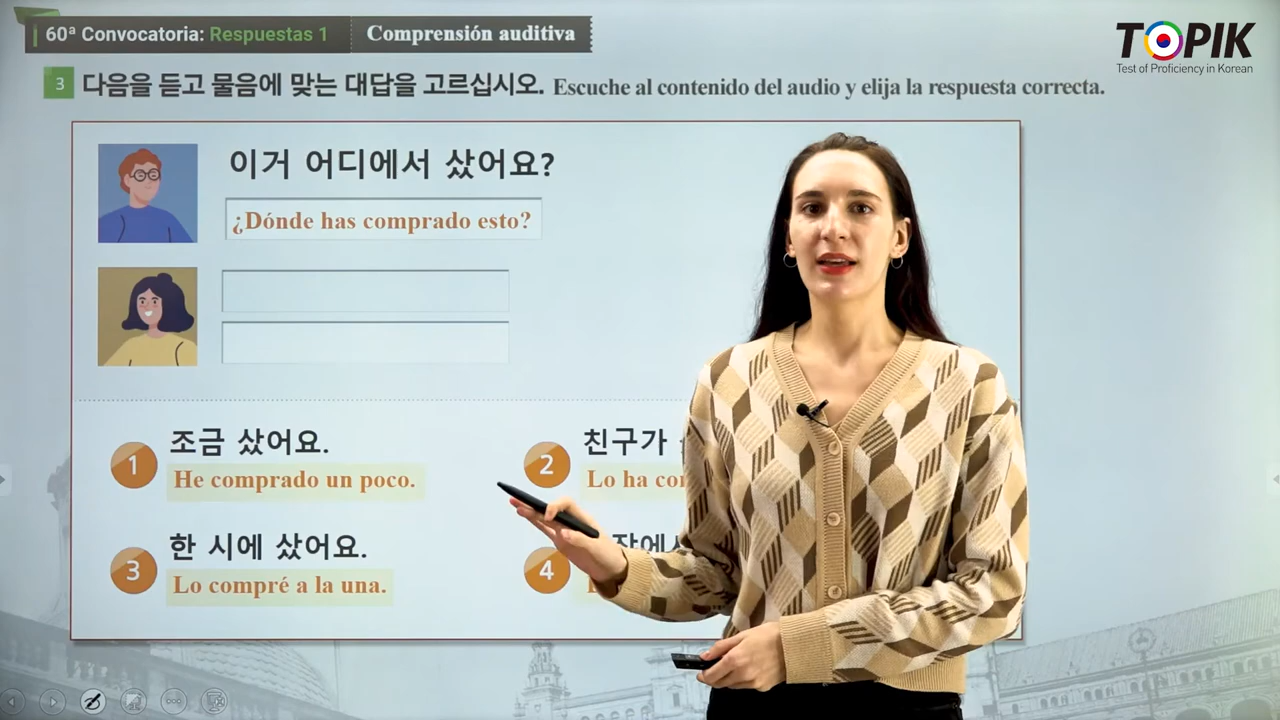 60ª Convocatoria: Respuestas 1 Comprensión auditiva
TOPIK
Test of Proficiency in Korean
3 다음을 듣고 물음에 맞는 대답을 고르십시오. Escuche al contenido del audio y elija la respuesta correcta.
이거 어디에서 샀어요?
¿Dónde has comprado esto?
1 조금 샀어요.
He comprado un poco.
2 친구가
Lo ha
3 한 시에 샀어요.
Lo compré a la una.
4